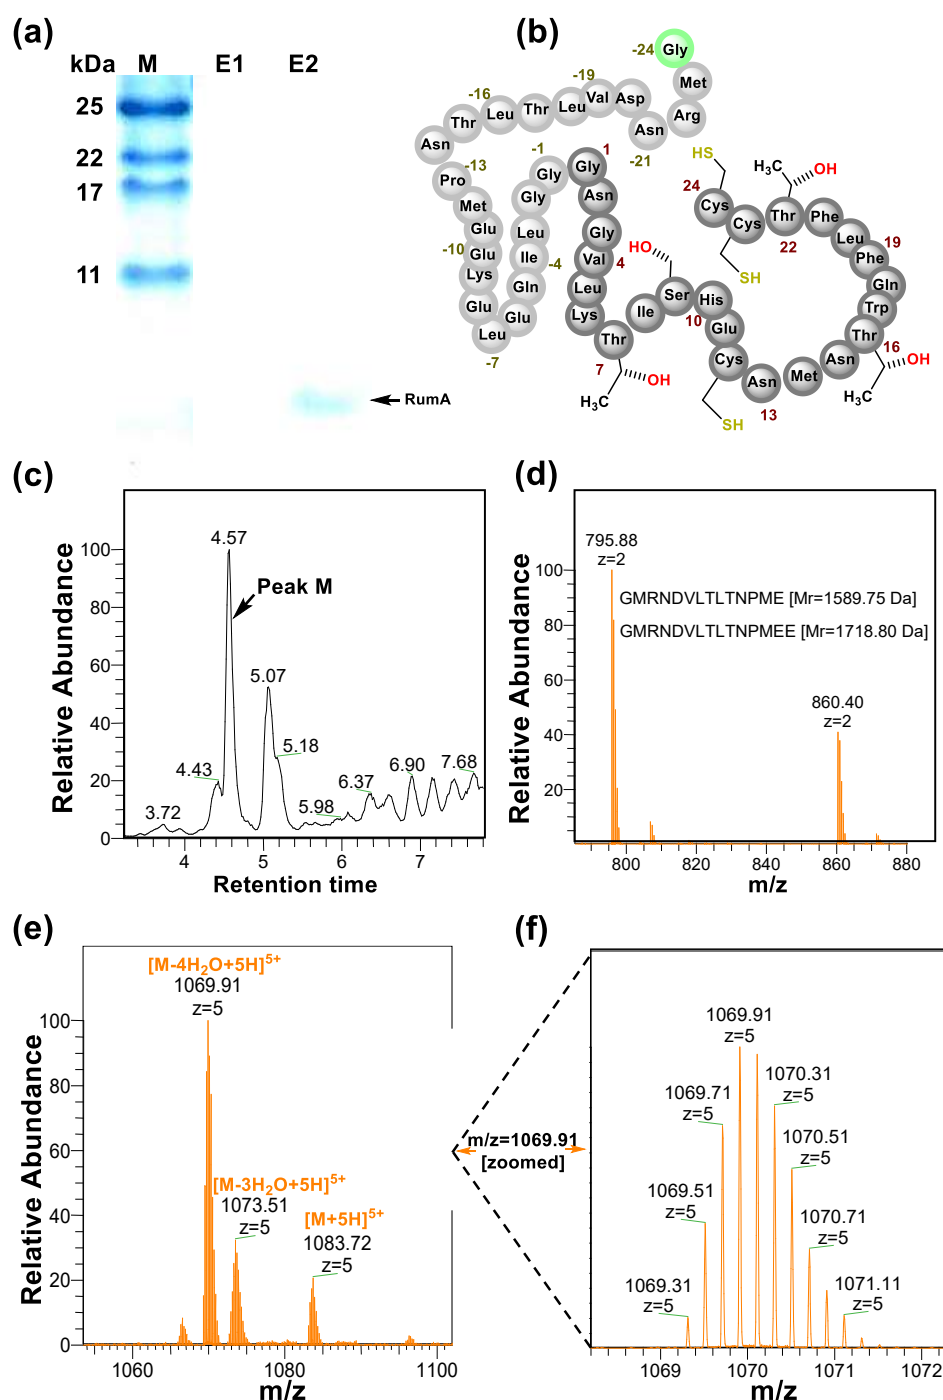 (a)
kDa M E1 E2
25
22
17
11
RumA
(b)
-24 Gly
Met
Arg
Asn
-21
Asp
Val
-19
Leu
Thr
Leu
-16
Thr
Asn
Pro
-13
Met
Glu
Glu
-10
Lys
Glu
Leu
-7
Glu
Gln
Ile
-4
Leu
Gly
Gly
-1
Gly
1
Asn
Gly
Val
4
Leu
Lys
Thr
7
OH
H3C
Ile
Ser
HO
10
His
Glu
Cys
SH
Asn
13
Met
Asn
Thr
16
OH
H3C
Trp
Gln
Phe
19
Leu
Phe
Thr
22
H3C
OH
Cys
SH
Cys
24
HS
(c)
Relative Abundance
100
80
60
40
20
0
4.57
Peak M
5.07
5.18
4.43
3.72
5.98
6.37
6.90
7.68
4 5 6 7
Retention time
(d)
Relative Abundance
100
80
60
40
20
795.88
z=2
GMRNDVLTLTNPME [Mr=1589.75 Da]
GMRNDVLTLTNPMEE [Mr=1718.80 Da]
860.40
z=2
800 820 840 860 880
m/z
(e)
Relative Abundance
100
80
60
40
20
0
[M-4H2O+5H]5+
1069.91
z=5
[M-3H2O+5H]5+
1073.51
z=5
[M+5H]5+
1083.72
z=5
1060 1080 1100
m/z
m/z=1069.91
[zoomed]
(f)
1069.91
z=5
1069.71
z=5
1070.31
z=5
1069.51
z=5
1070.51
z=5
1070.71
z=5
1069.31
z=5
1071.11
z=5
1069 1070 1071 1072
m/z